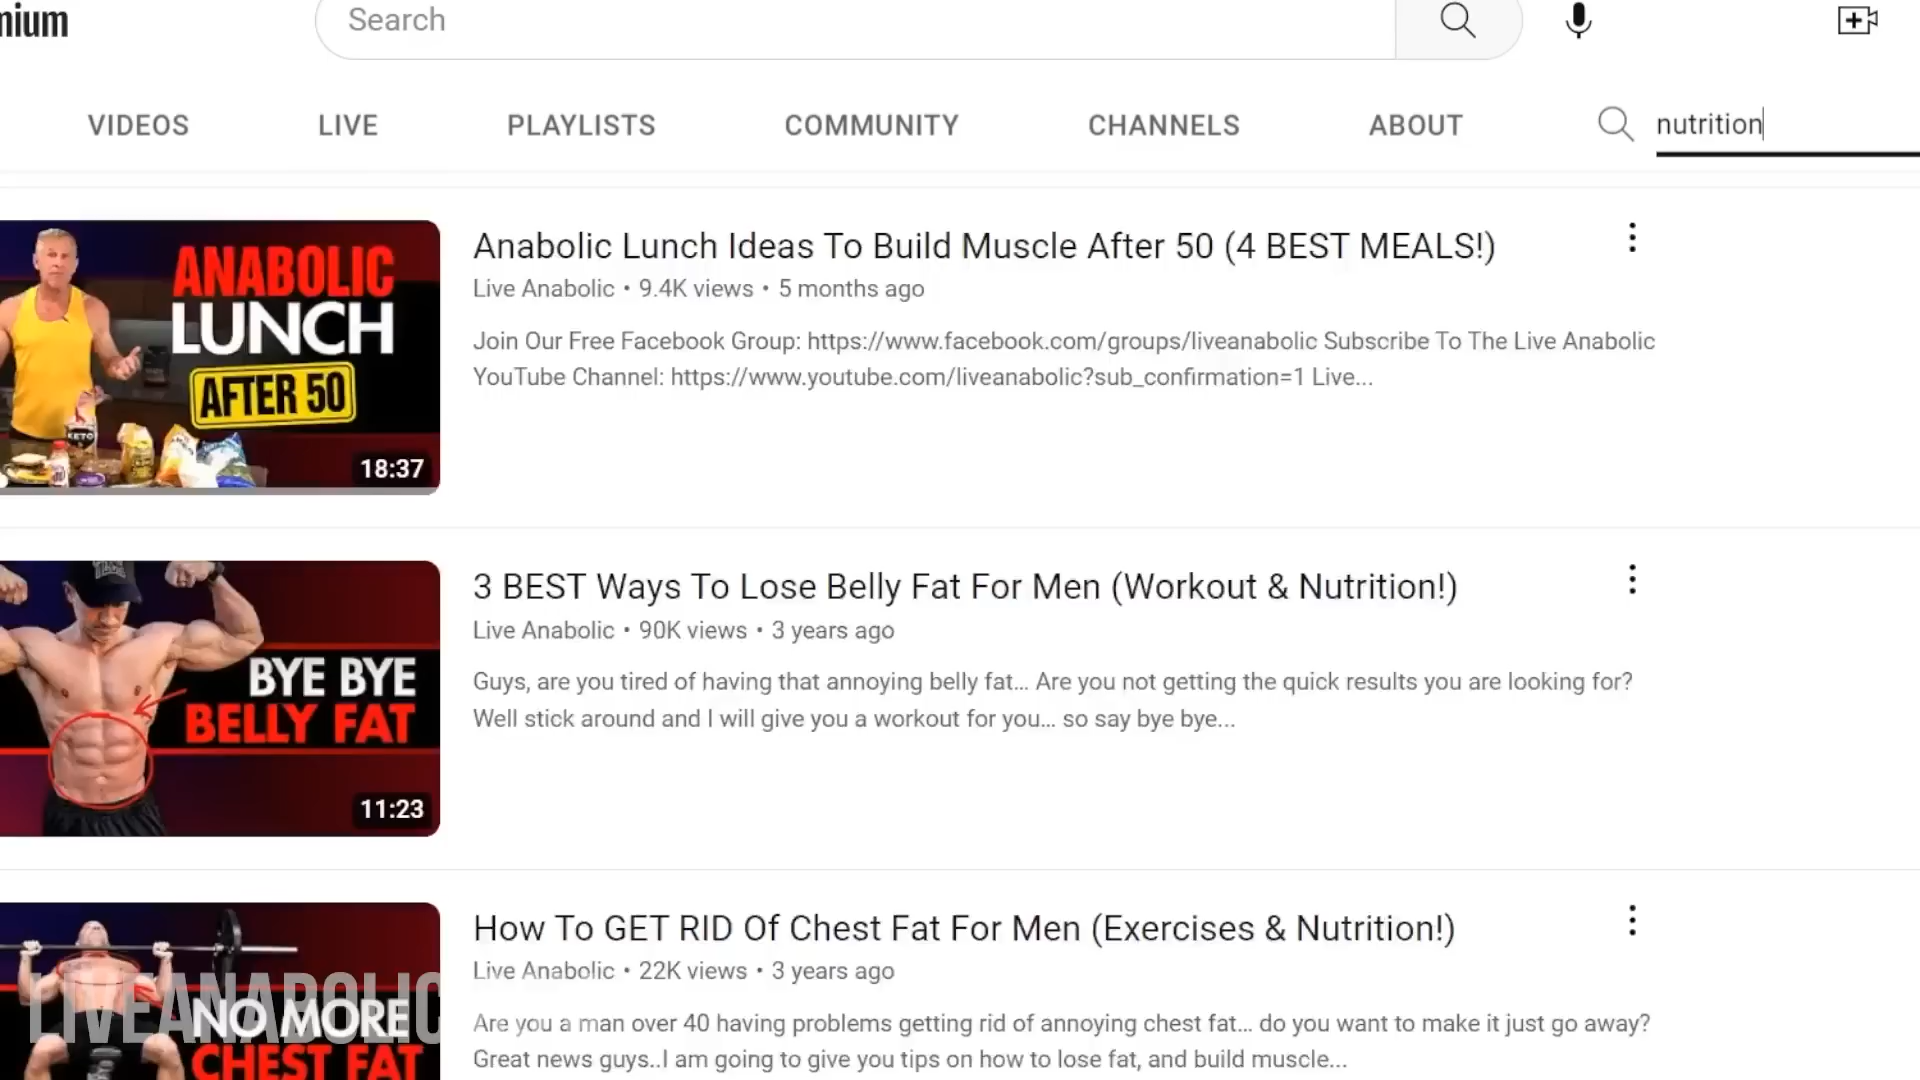 Search
VIDEOS
LIVE
PLAYLISTS
COMMUNITY
CHANNELS
ABOUT
nutrition
ANABOLIC
LUNCH
AFTER 50
KETO
18:37
Anabolic Lunch Ideas To Build Muscle After 50 (4 BEST MEALS!)
Live Anabolic • 9.4K views • 5 months ago
Join Our Free Facebook Group: https://www.facebook.com/groups/liveanabolic Subscribe To The Live Anabolic
YouTube Channel: https://www.youtube.com/liveanabolic?sub_confirmation=1 Live...
BYE BYE
BELLY FAT
11:23
3 BEST Ways To Lose Belly Fat For Men (Workout & Nutrition!)
Live Anabolic • 90K views • 3 years ago
Guys, are you tired of having that annoying belly fat... Are you not getting the quick results you are looking for?
Well stick around and I will give you a workout for you... so say bye bye...
LIVEANABOLIC
NO MORE
CHEST FAT
How To GET RID Of Chest Fat For Men (Exercises & Nutrition!)
Live Anabolic • 22K views • 3 years ago
Are you a man over 40 having problems getting rid of annoying chest fat... do you want to make it just go away?
Great news guys..I am going to give you tips on how to lose fat, and build muscle...